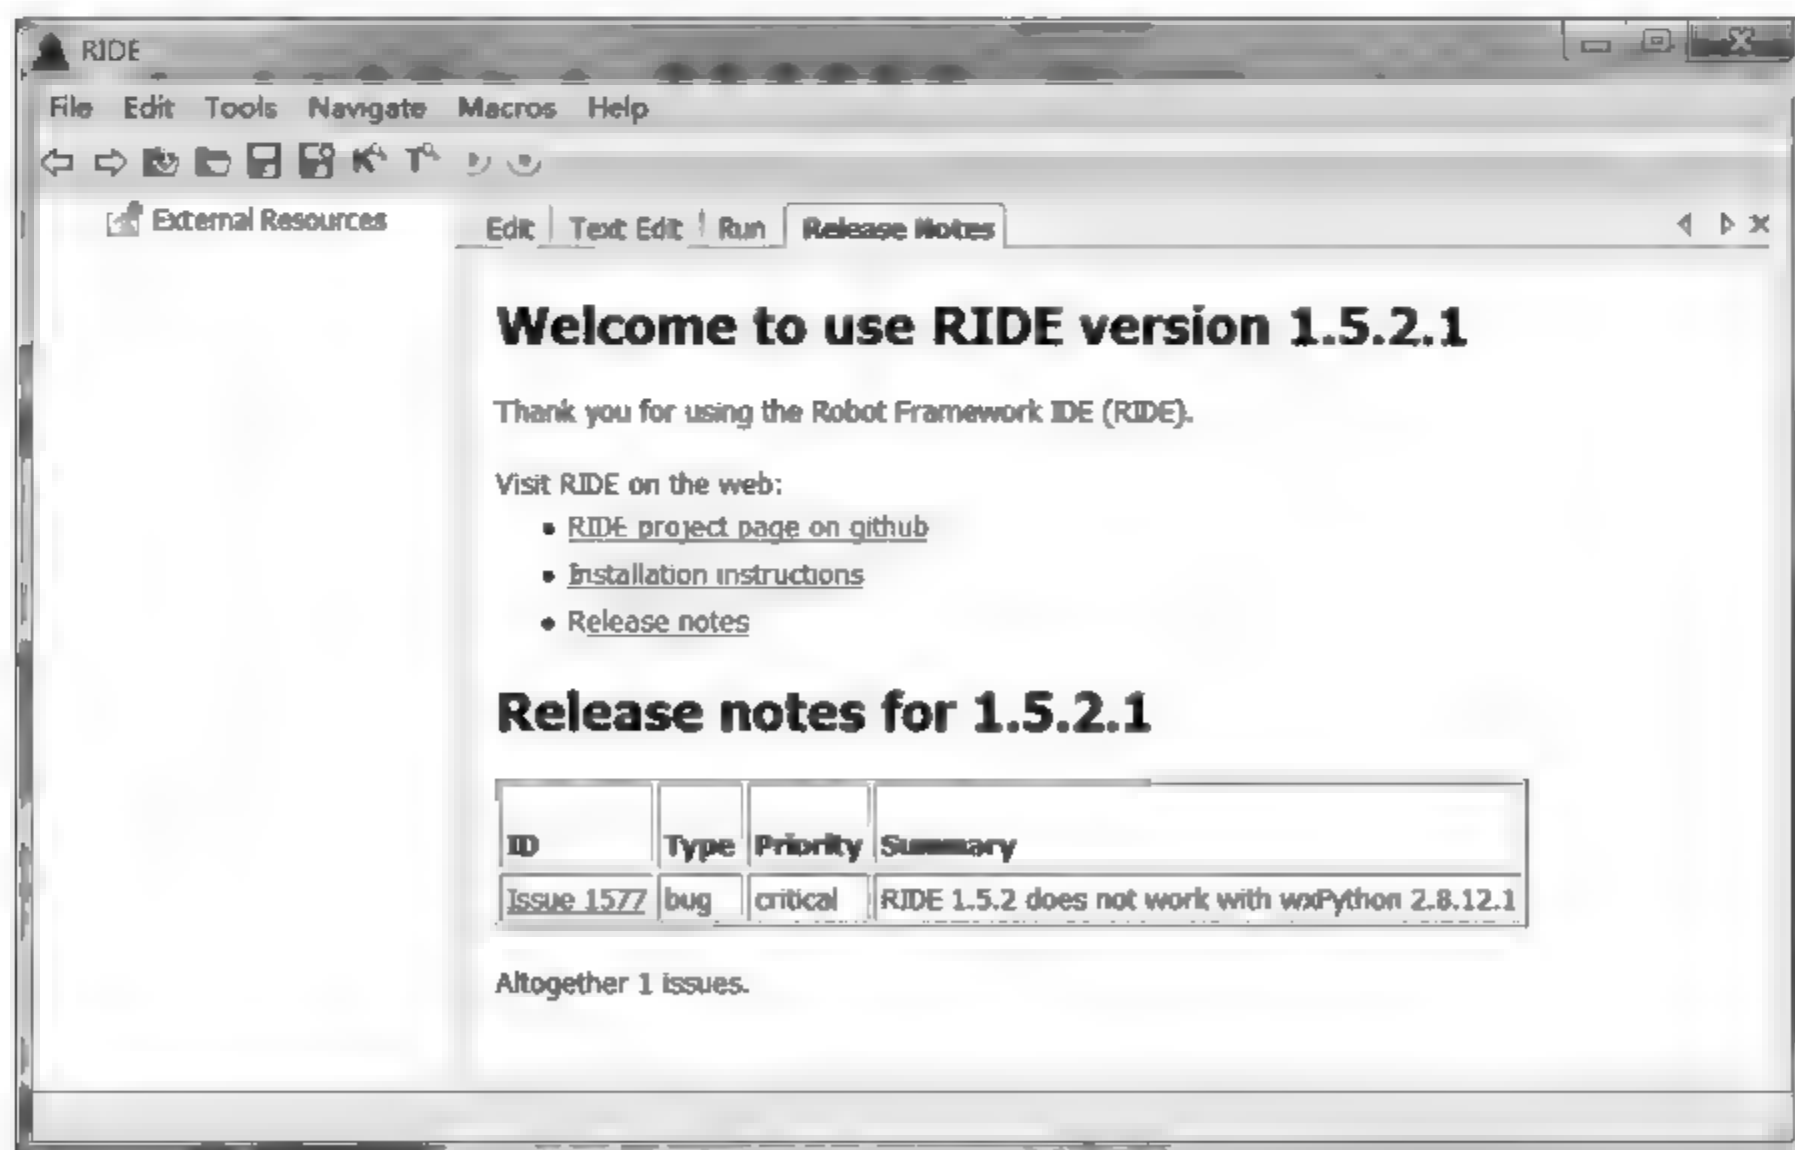 RIDE
File Edit Tools Navigate Macros Help
External Resources
Edit Text Edit Run Release Notes
Welcome to use RIDE version 1.5.2.1
Thank you for using the Robot Framework IDE (RIDE).
Visit RIDE on the web:
RIDE project page on github
Installation instructions
Release notes
Release notes for 1.5.2.1
ID Type Priority Summary
Issue 1577 bug critical RIDE 1.5.2 does not work with wxPython 2.8.12.1
Altogether 1 issues.